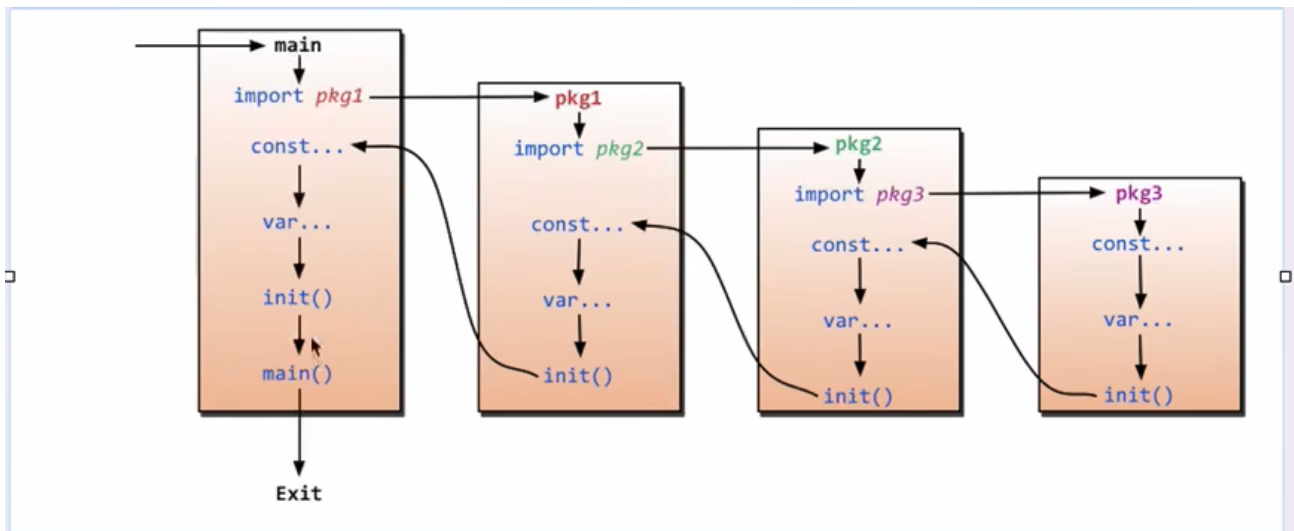 main
import pkg1
const...
var...
init()
main()
Exit
pkg1
import pkg2
const...
var...
init()
pkg2
import pkg3
const...
var...
init()
pkg3
const...
var...
init()